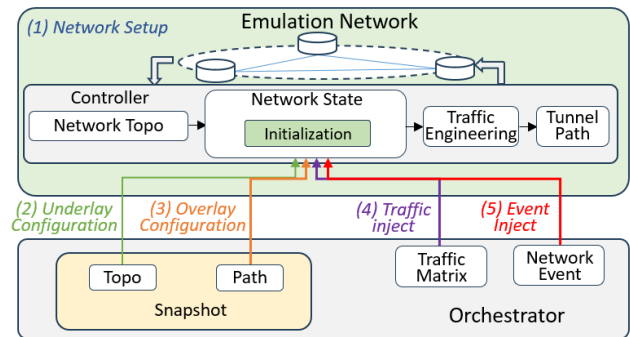 (1) Network Setup
Emulation Network
Controller
Network Topo
Network State
Initialization
Traffic
Engineering
Tunnel
Path
(2) Underlay
Configuration
(3) Overlay
Configuration
(4) Traffic
inject
(5) Event
Inject
Topo
Path
Snapshot
Traffic
Matrix
Network
Event
Orchestrator